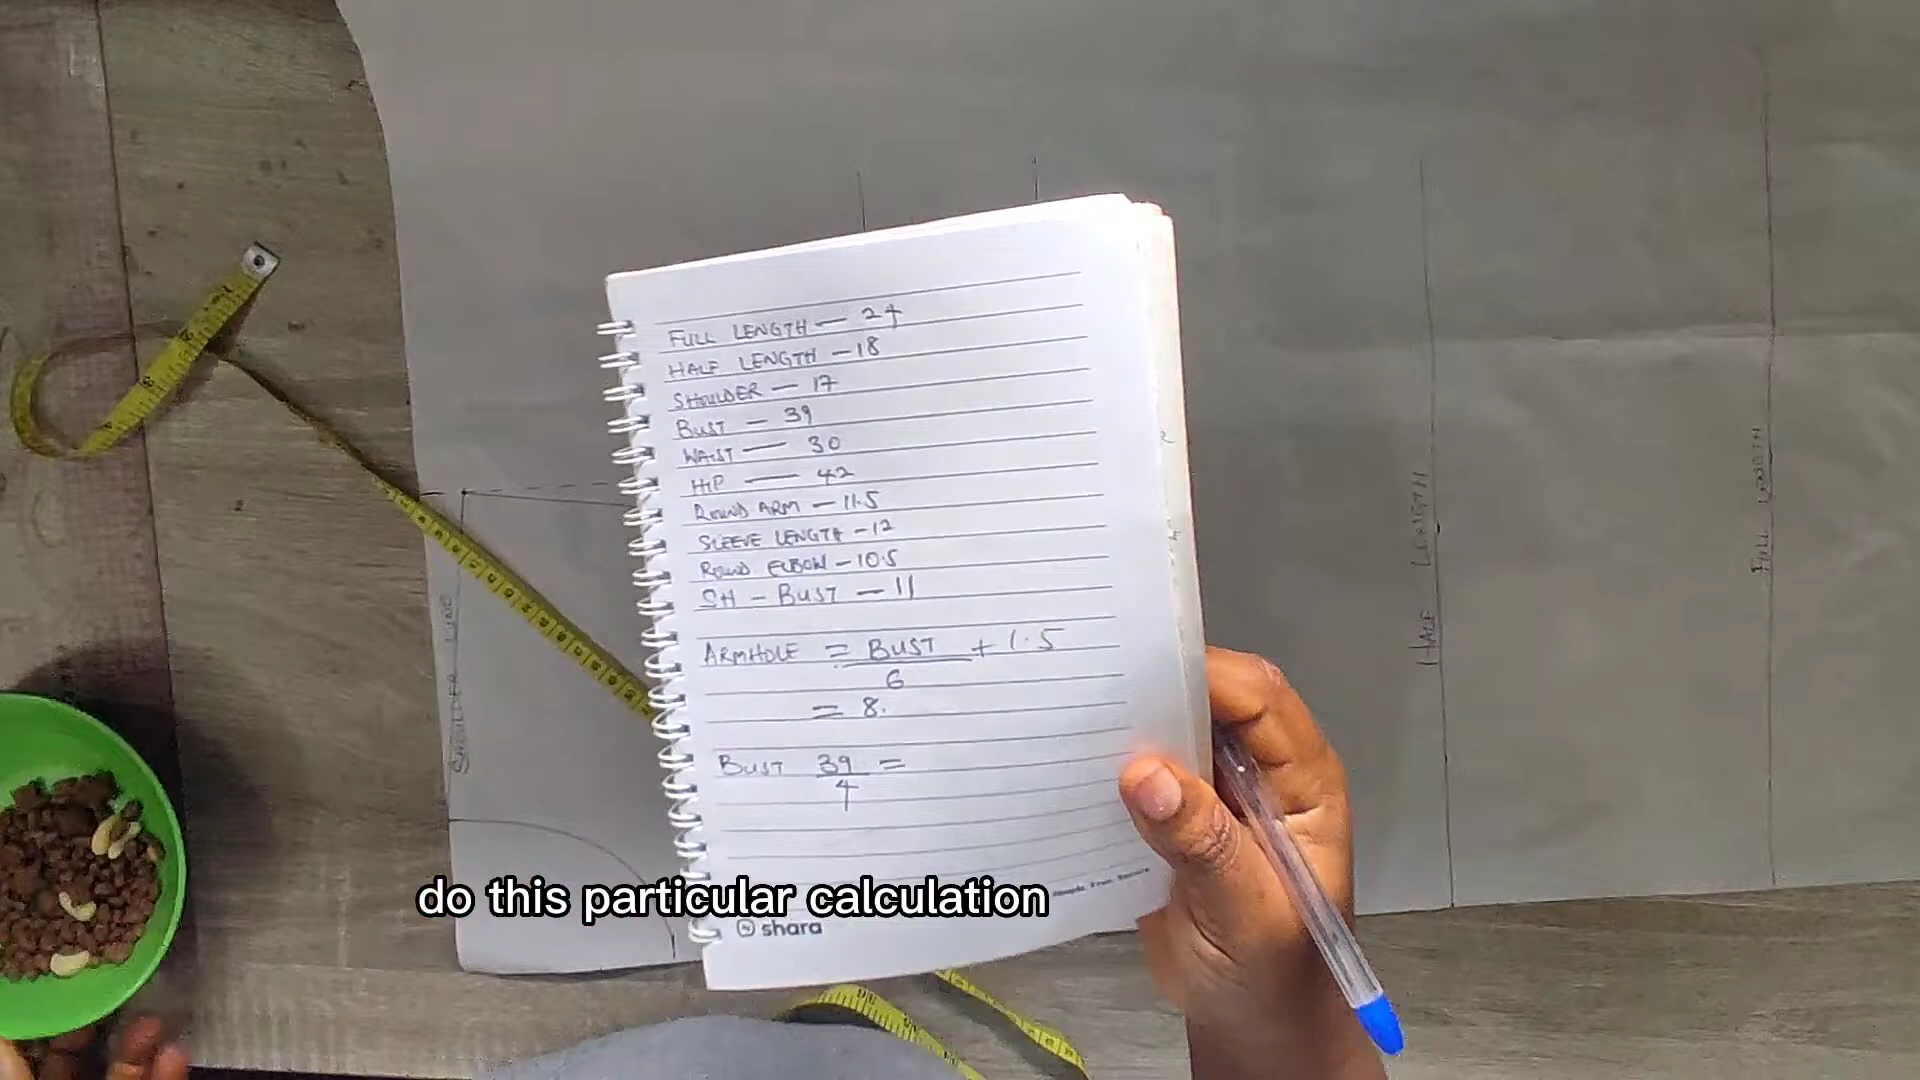 FULL LENGTH — 24
HALF LENGTH — 18
SHOULDER — 17
BUST — 39
WAIST — 30
HIP — 42
ROUND ARM — 11.5
SLEEVE LENGTH - 12
ROUND ELBOW - 10.5
SH - BUST — 11
ARMHOLE = BUST + 1.5
6
= 8.
BUST 39 =
4
shara
do this particular calculation
SHOULDER LINE
HALF LENGTH
FULL LENGTH